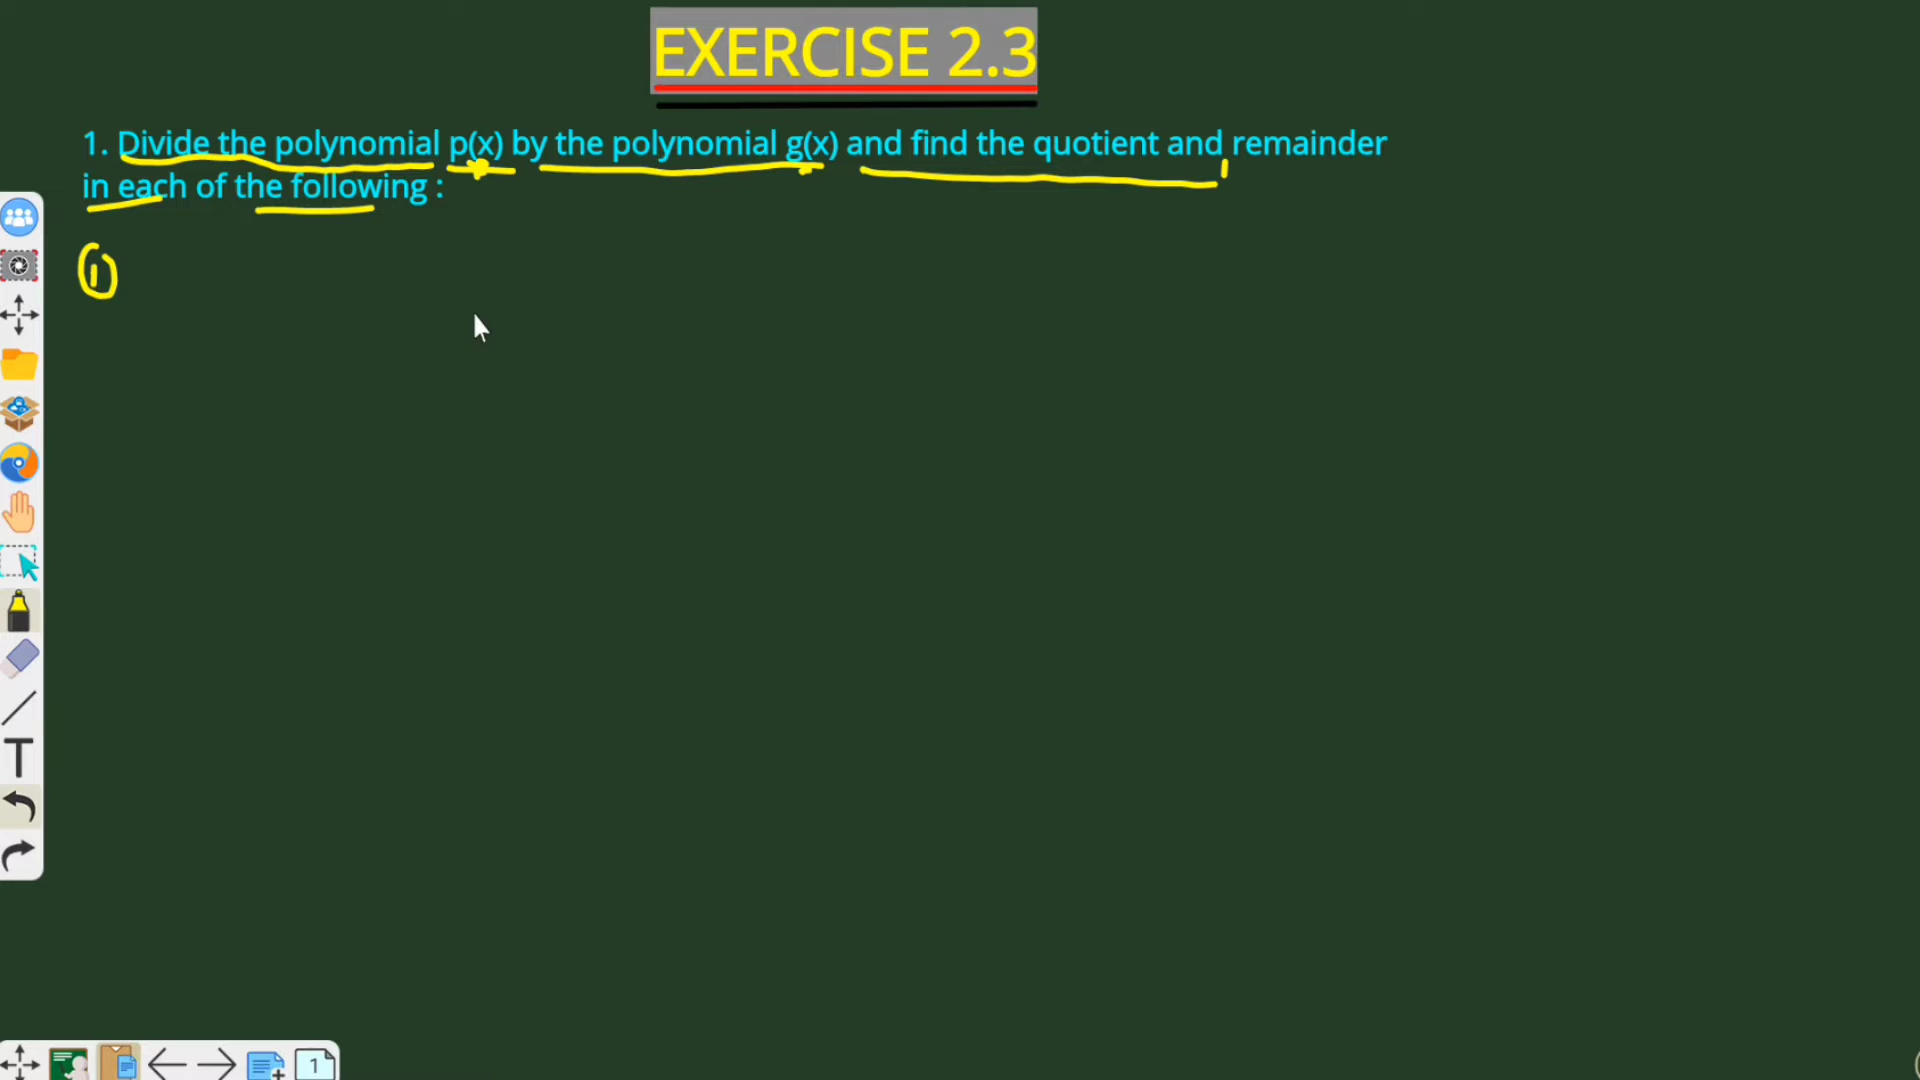 EXERCISE 2.3
1. Divide the polynomial p(x) by the polynomial g(x) and find the quotient and remainder
in each of the following :
(i)
T
1